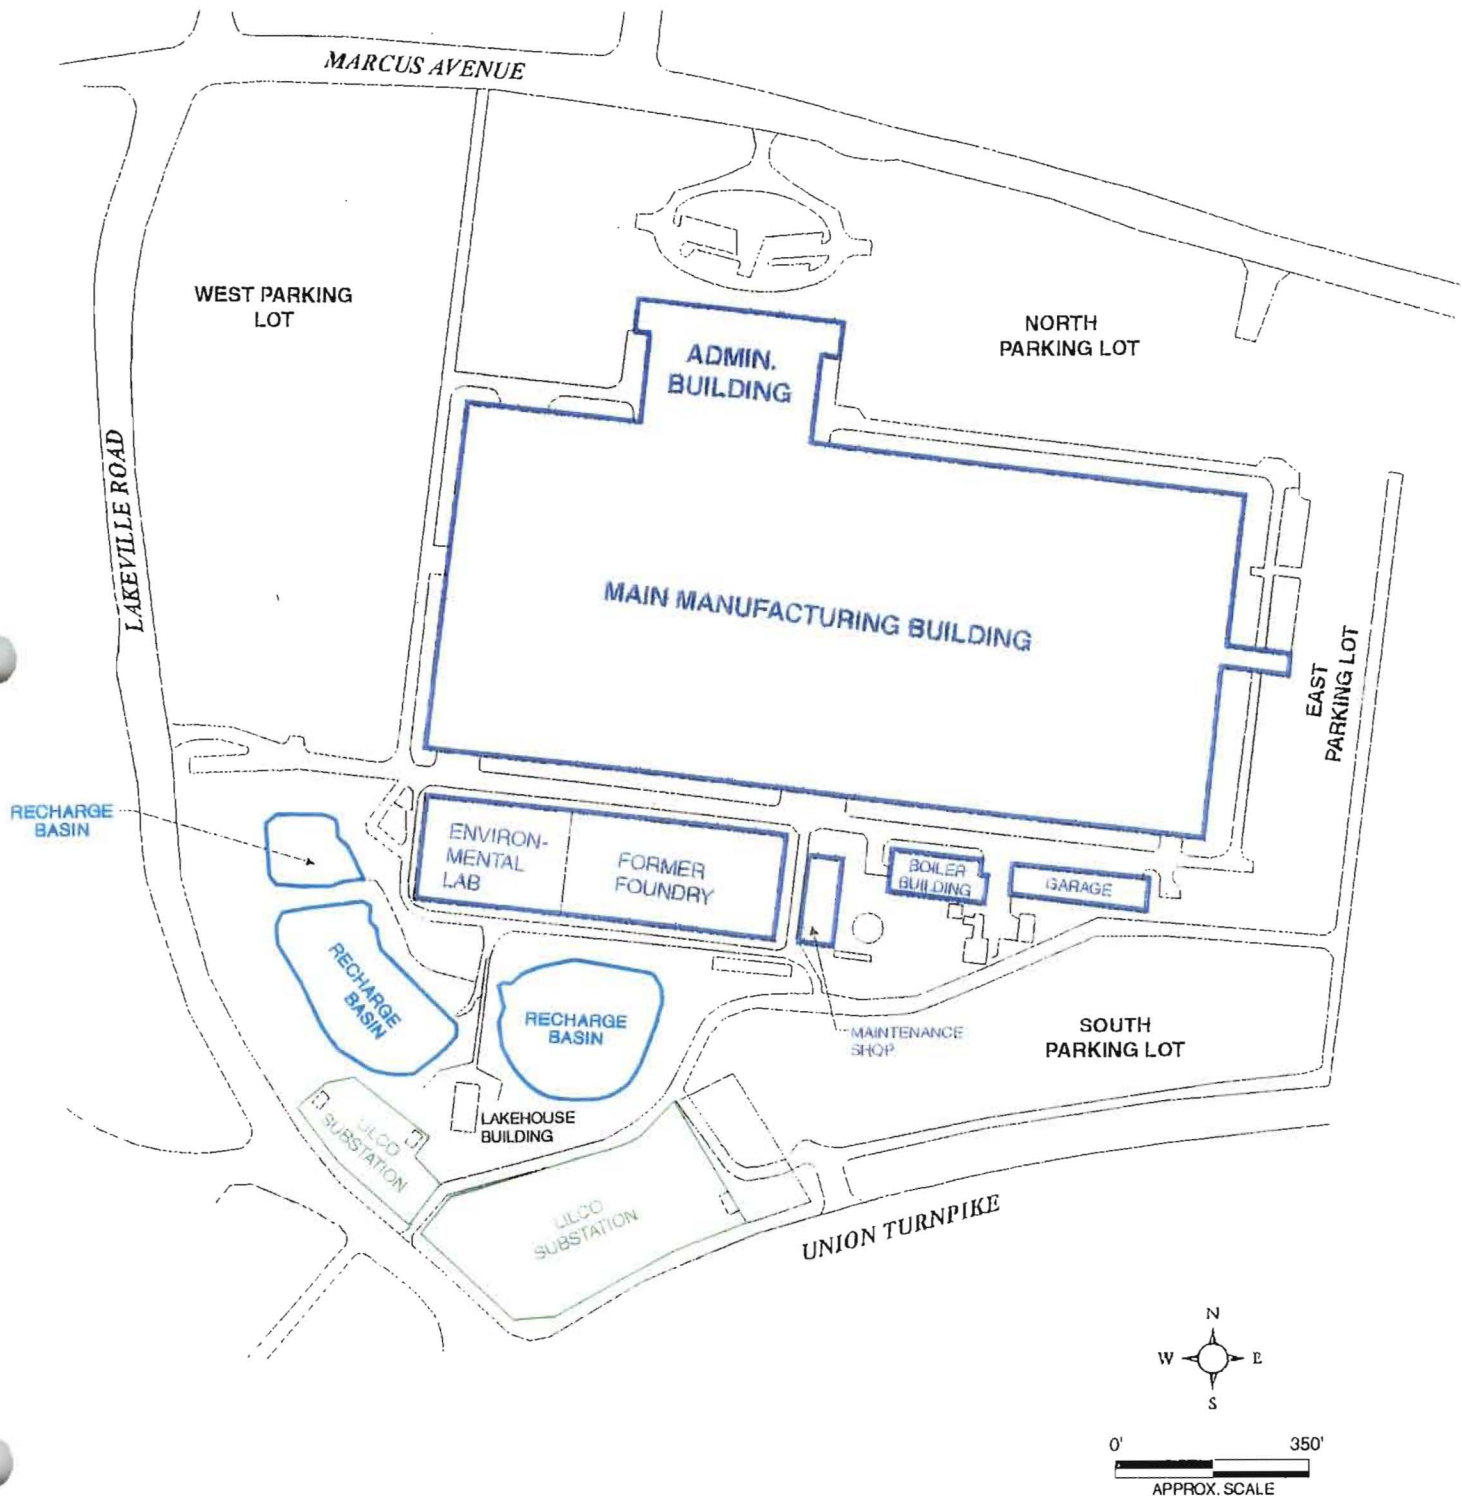 MARCUS AVENUE
WEST PARKING
LOT
NORTH
PARKING LOT
ADMIN.
BUILDING
LAKEVILLE ROAD
MAIN MANUFACTURING BUILDING
EAST
PARKING LOT
RECHARGE
BASIN
ENVIRON-
MENTAL
LAB
FORMER
FOUNDRY
BOILER
BUILDING
GARAGE
RECHARGE
BASIN
RECHARGE
BASIN
MAINTENANCE
SHOP
SOUTH
PARKING LOT
LAKEHOUSE
BUILDING
LILCO
SUBSTATION
LILCO
SUBSTATION
UNION TURNPIKE
N
W E
S
0' 350'
APPROX. SCALE